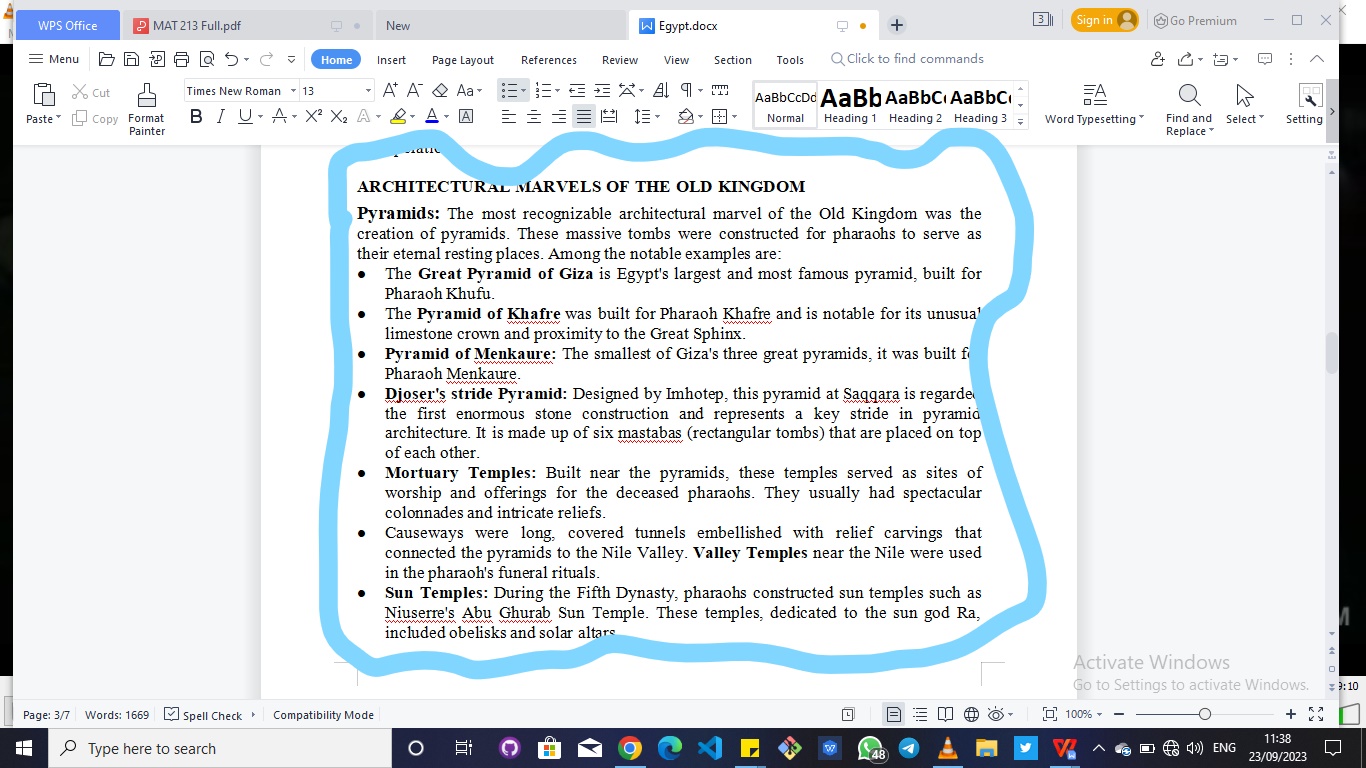 WPS Office
MAT 213 Full.pdf
New
Egypt.docx
3
Sign in
Go Premium
Menu
Home
Insert
Page Layout
References
Review
View
Section
Tools
Click to find commands
Paste
Cut
Copy
Format Painter
Times New Roman
13
AaBbCcDd
Normal
AaBb
Heading 1
AaBbC
Heading 2
AaBbC
Heading 3
Word Typesetting
Find and Replace
Select
Setting
ARCHITECTURAL MARVELS OF THE OLD KINGDOM
Pyramids: The most recognizable architectural marvel of the Old Kingdom was the
creation of pyramids. These massive tombs were constructed for pharaohs to serve as
their eternal resting places. Among the notable examples are:
● The Great Pyramid of Giza is Egypt's largest and most famous pyramid, built for
Pharaoh Khufu.
● The Pyramid of Khafre was built for Pharaoh Khafre and is notable for its unusual
limestone crown and proximity to the Great Sphinx.
● Pyramid of Menkaure: The smallest of Giza's three great pyramids, it was built
Pharaoh Menkaure.
● Djoser's stride Pyramid: Designed by Imhotep, this pyramid at Saqqara is regarded
the first enormous stone construction and represents a key stride in pyramid
architecture. It is made up of six mastabas (rectangular tombs) that are placed on top
of each other.
● Mortuary Temples: Built near the pyramids, these temples served as sites of
worship and offerings for the deceased pharaohs. They usually had spectacular
colonnades and intricate reliefs.
● Causeways were long, covered tunnels embellished with relief carvings that
connected the pyramids to the Nile Valley. Valley Temples near the Nile were used
in the pharaoh's funeral rituals.
● Sun Temples: During the Fifth Dynasty, pharaohs constructed sun temples such as
Niuserre's Abu Ghurab Sun Temple. These temples, dedicated to the sun god Ra,
included obelisks and solar altars
Activate Windows
Go to Settings to activate Windows.
9:10
Page: 3/7
Words: 1669
Spell Check
Compatibility Mode
100%
Type here to search
48
ENG
11:38
23/09/2023